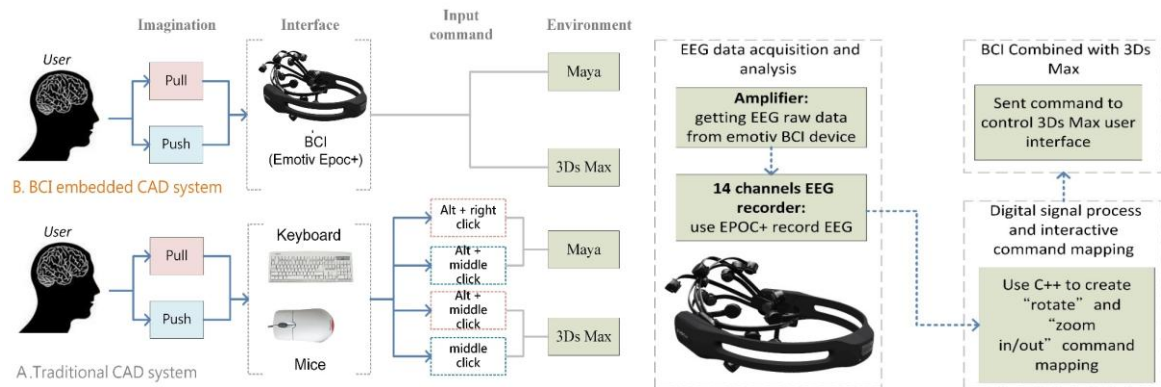 Imagination
Interface
Input
command
Environment
User
Pull
Push
BCI
(Emotiv Epoc+)
Maya
3Ds Max
B. BCI embedded CAD system
User
Pull
Push
Keyboard
Mice
Alt + right
click
Alt +
middle
click
Alt +
middle
click
middle
click
Maya
3Ds Max
A.Traditional CAD system
EEG data acquisition and
analysis
Amplifier:
getting EEG raw data
from emotiv BCI device
14 channels EEG
recorder:
use EPOC+ record EEG
BCI Combined with 3Ds
Max
Sent command to
control 3Ds Max user
interface
Digital signal process
and interactive
command mapping
Use C++ to create
“rotate” and
“zoom
in/out” command
mapping